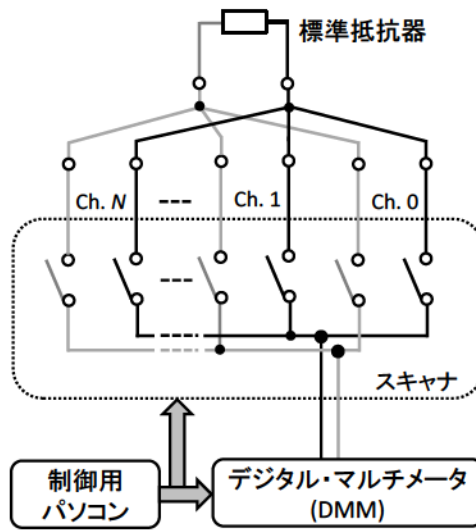 標準抵抗器
Ch. N
Ch. 1
Ch. 0
スキャナ
制御用
パソコン
デジタル・マルチメータ
(DMM)